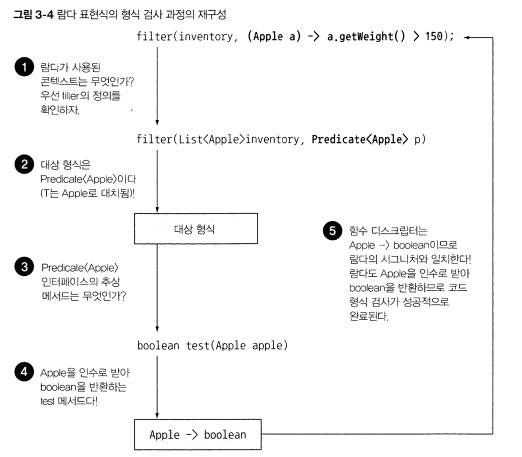 그림 3-4 람다 표현식의 형식 검사 과정의 재구성
filter(inventory, (Apple a) -> a.getWeight() > 150);
1
람다가 사용된
콘텍스트는 무엇인가?
우선 filter의 정의를
확인하자.
filter(List<Apple>inventory, Predicate<Apple> p)
2
대상 형식은
Predicate<Apple>이다
(T는 Apple로 대치됨)!
대상 형식
3
Predicate<Apple>
인터페이스의 추상
메서드는 무엇인가?
boolean test(Apple apple)
4
Apple을 인수로 받아
boolean을 반환하는
test 메서드다!
Apple -> boolean
5
함수 디스크립터는
Apple -> boolean이므로
람다의 시그니처와 일치한다!
람다도 Apple을 인수로 받아
boolean을 반환하므로 코드
형식 검사가 성공적으로
완료된다.